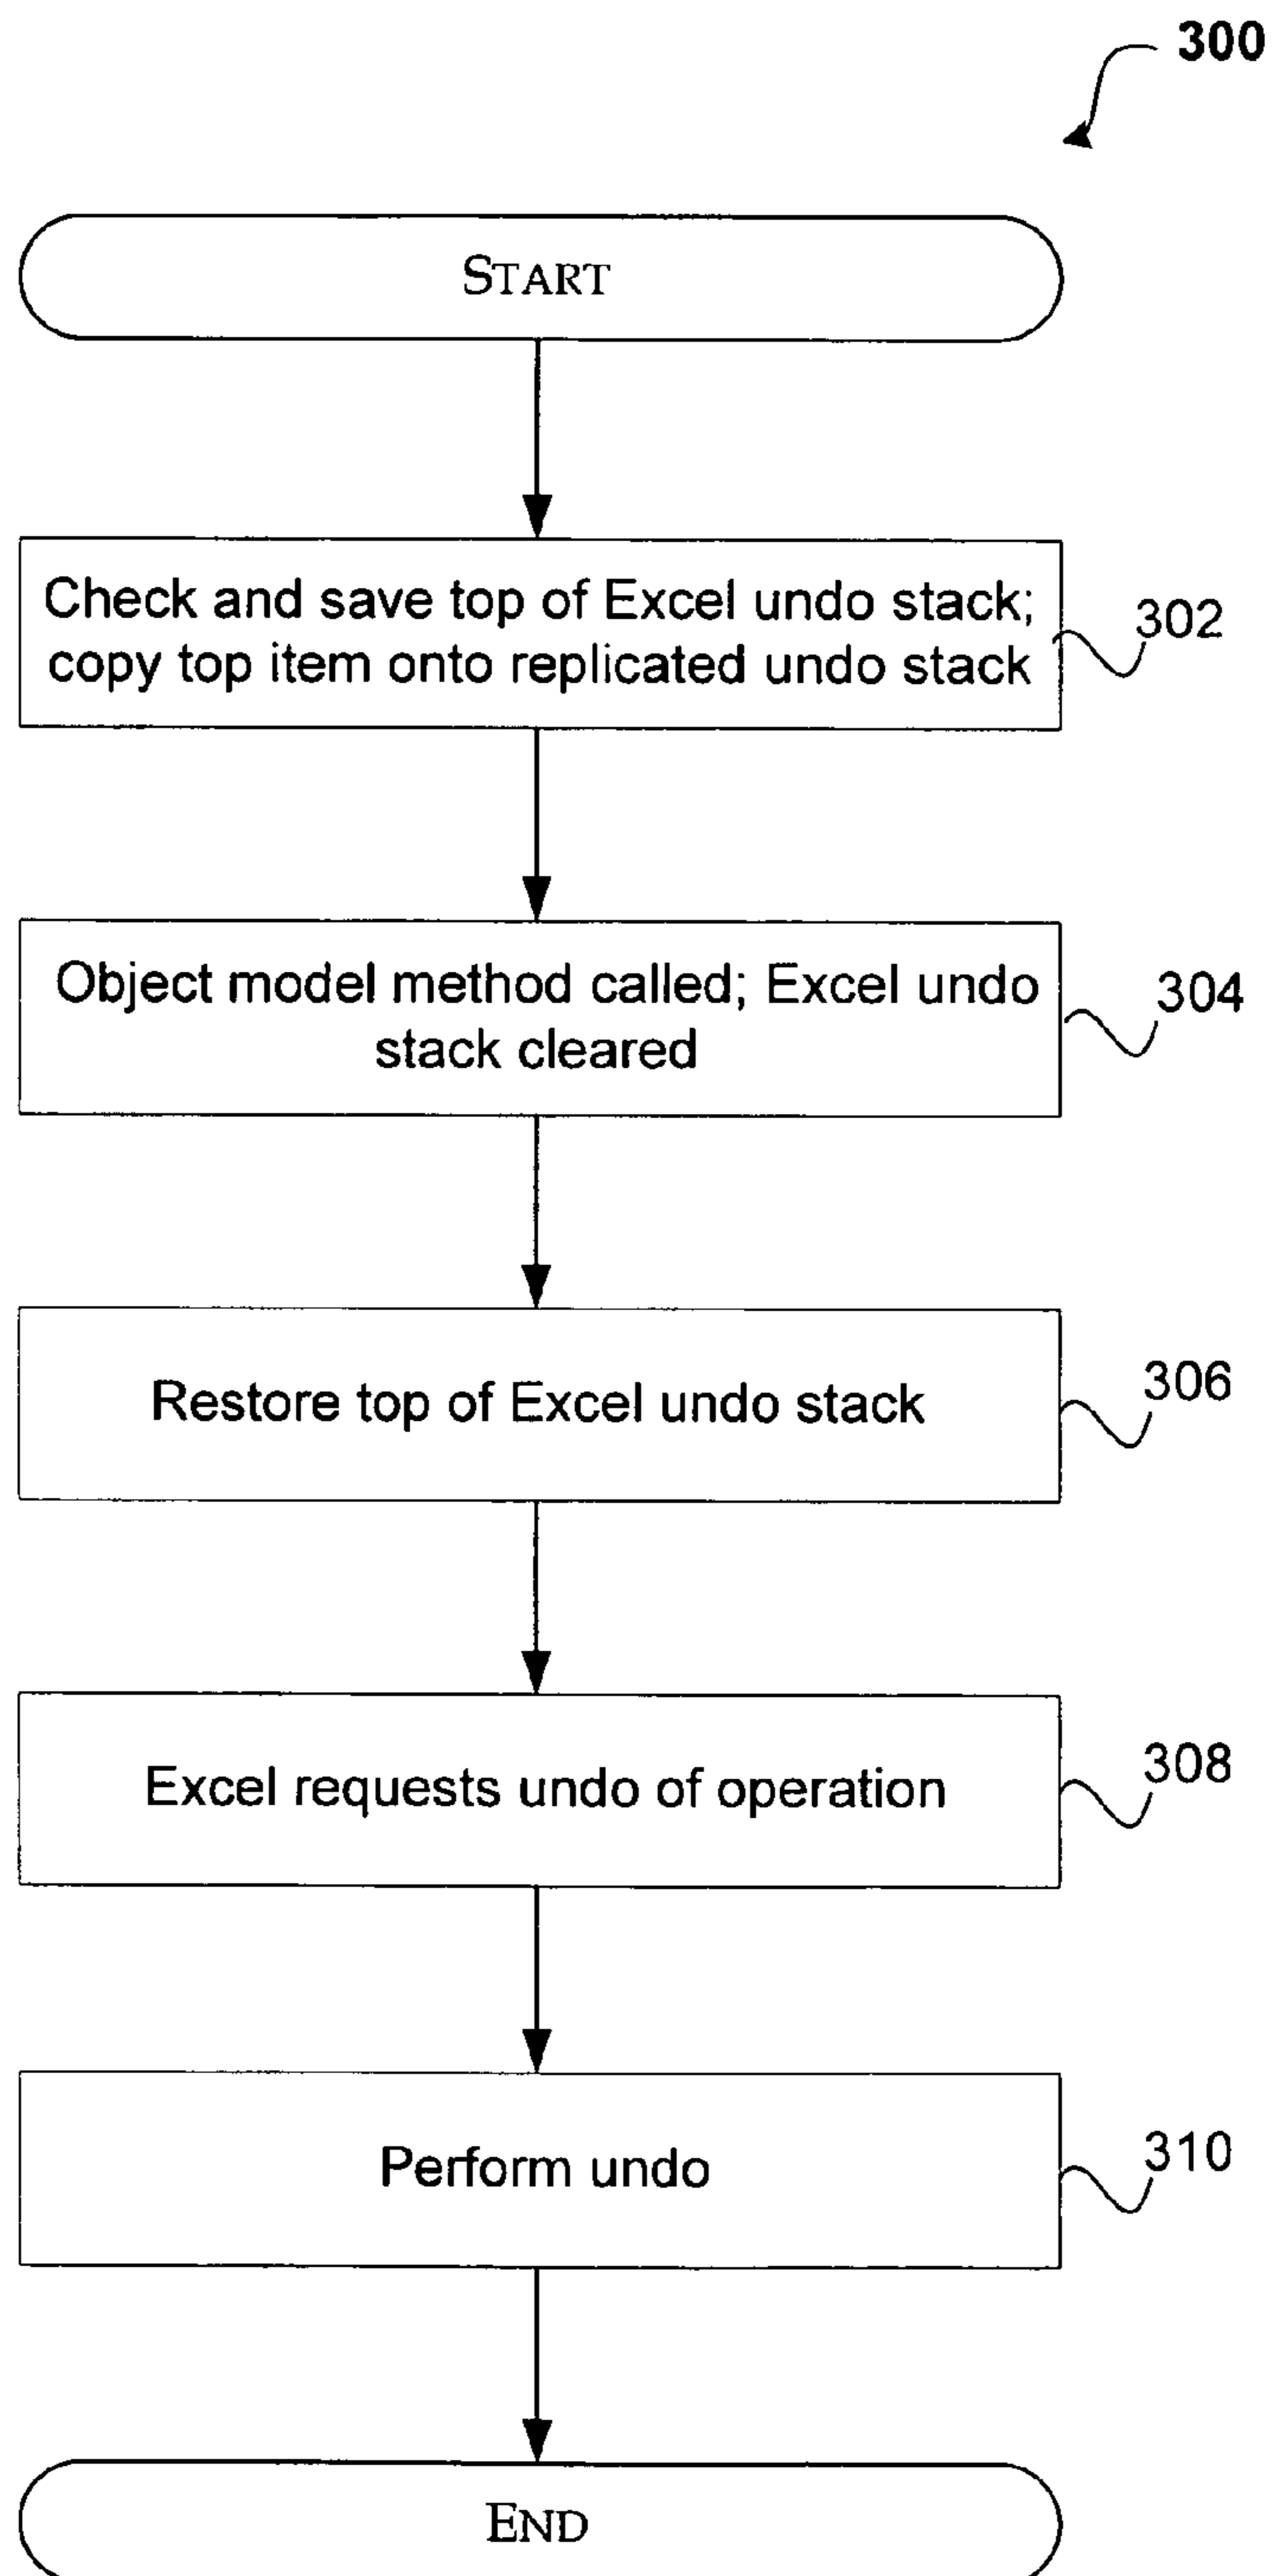 300
START
Check and save top of Excel undo stack;
copy top item onto replicated undo stack
302
Object model method called; Excel undo
stack cleared
304
Restore top of Excel undo stack
306
Excel requests undo of operation
308
Perform undo
310
END